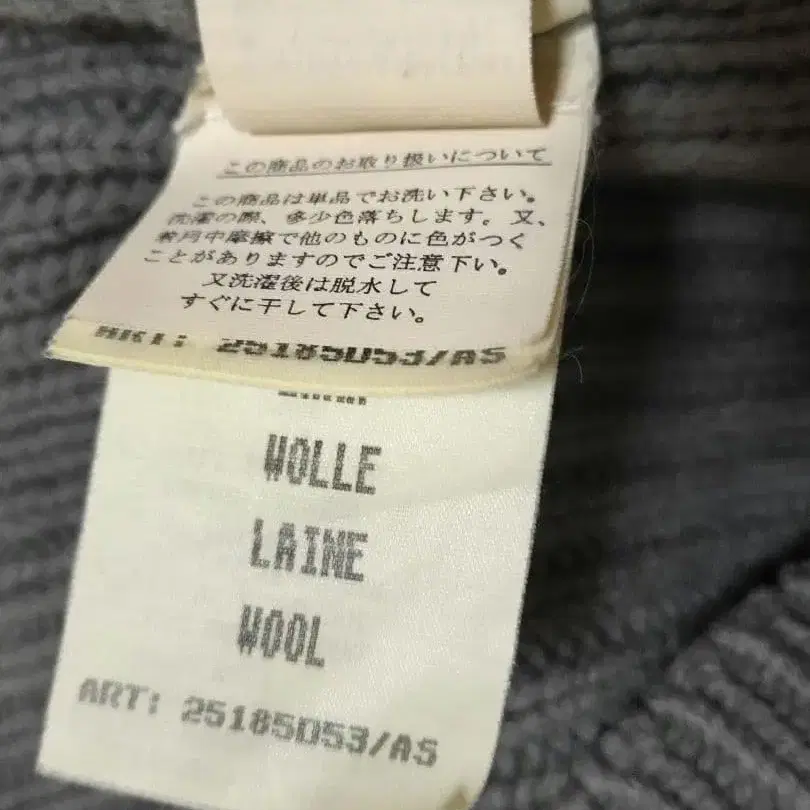 この商品のお取り扱いについて
この商品は単品でお洗い下さい。
洗濯の際、多少色落ちします。又、
着用中摩擦で他のものに色がつく
ことがありますのでご注意下い。
又洗濯後は脱水して
すぐに干して下さい。
ART: 25185D53/AS
WOLLE
LAINE
WOOL
ART: 25185D53/AS